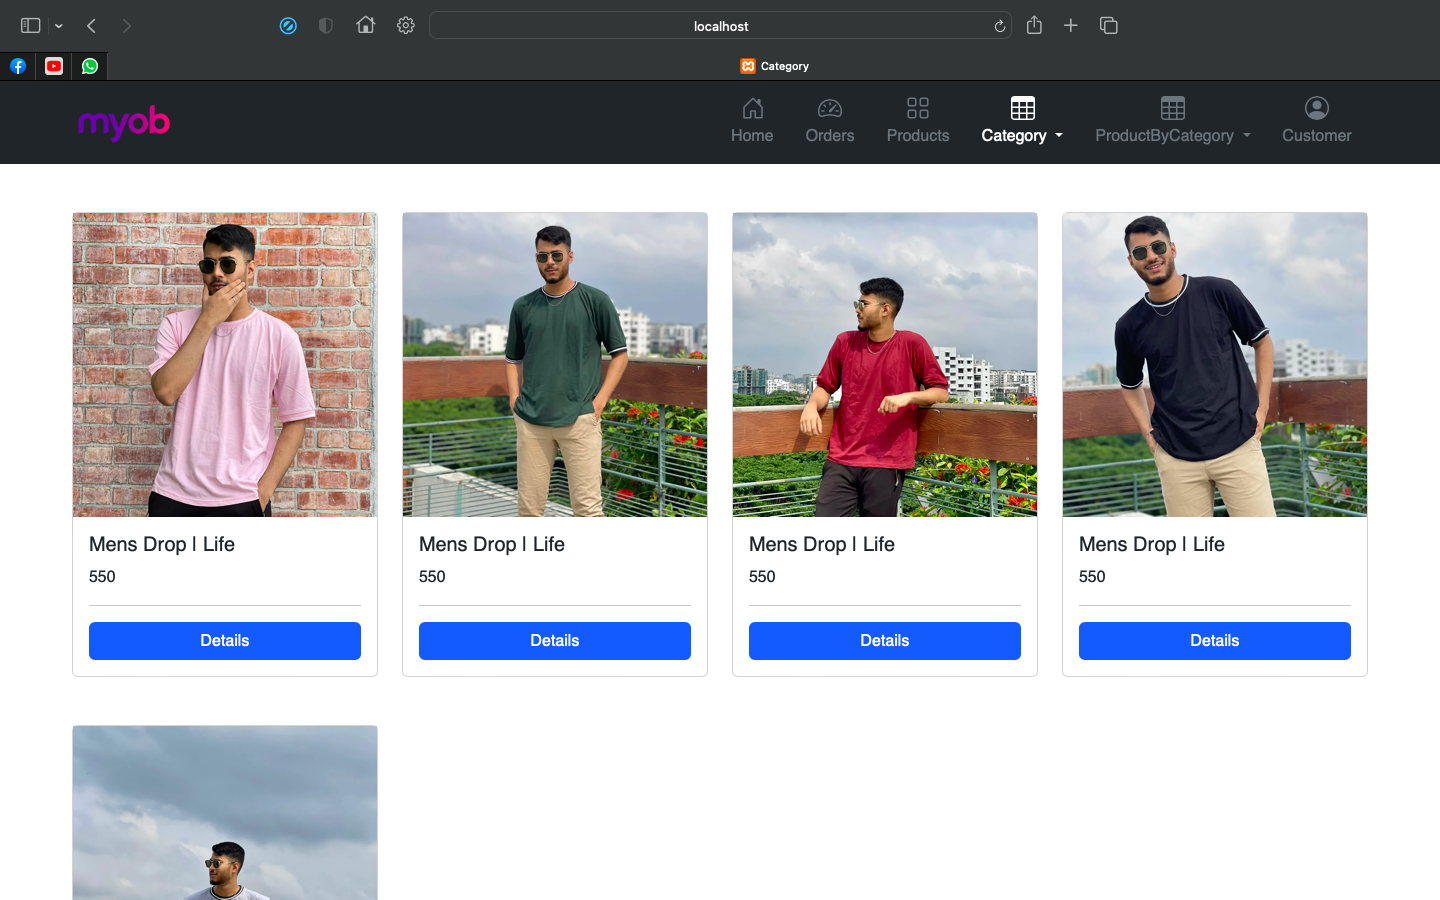 localhost
Category
myob
Home
Orders
Products
Category
ProductByCategory
Customer
Mens Drop | Life
550
Details
Mens Drop | Life
550
Details
Mens Drop | Life
550
Details
Mens Drop | Life
550
Details